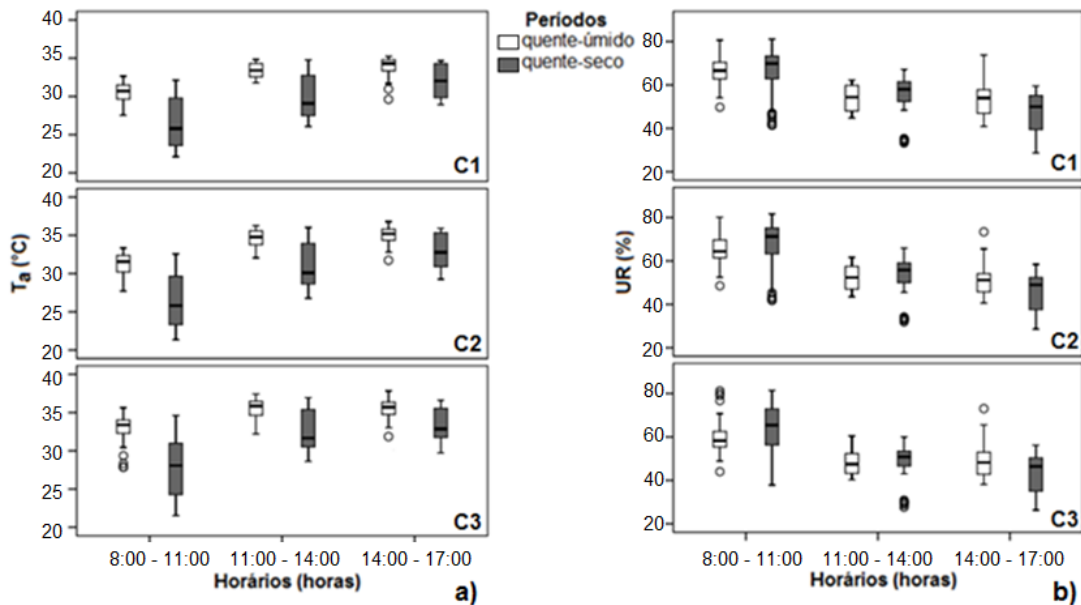 Períodos
quente-úmido
quente-seco
Ta (°C)
40
35
30
25
20
C1
40
35
30
25
20
C2
40
35
30
25
20
C3
8:00 - 11:00 11:00 - 14:00 14:00 - 17:00
Horários (horas)
a)
UR (%)
80
60
40
20
C1
80
60
40
20
C2
80
60
40
20
C3
8:00 - 11:00 11:00 - 14:00 14:00 - 17:00
Horários (horas)
b)